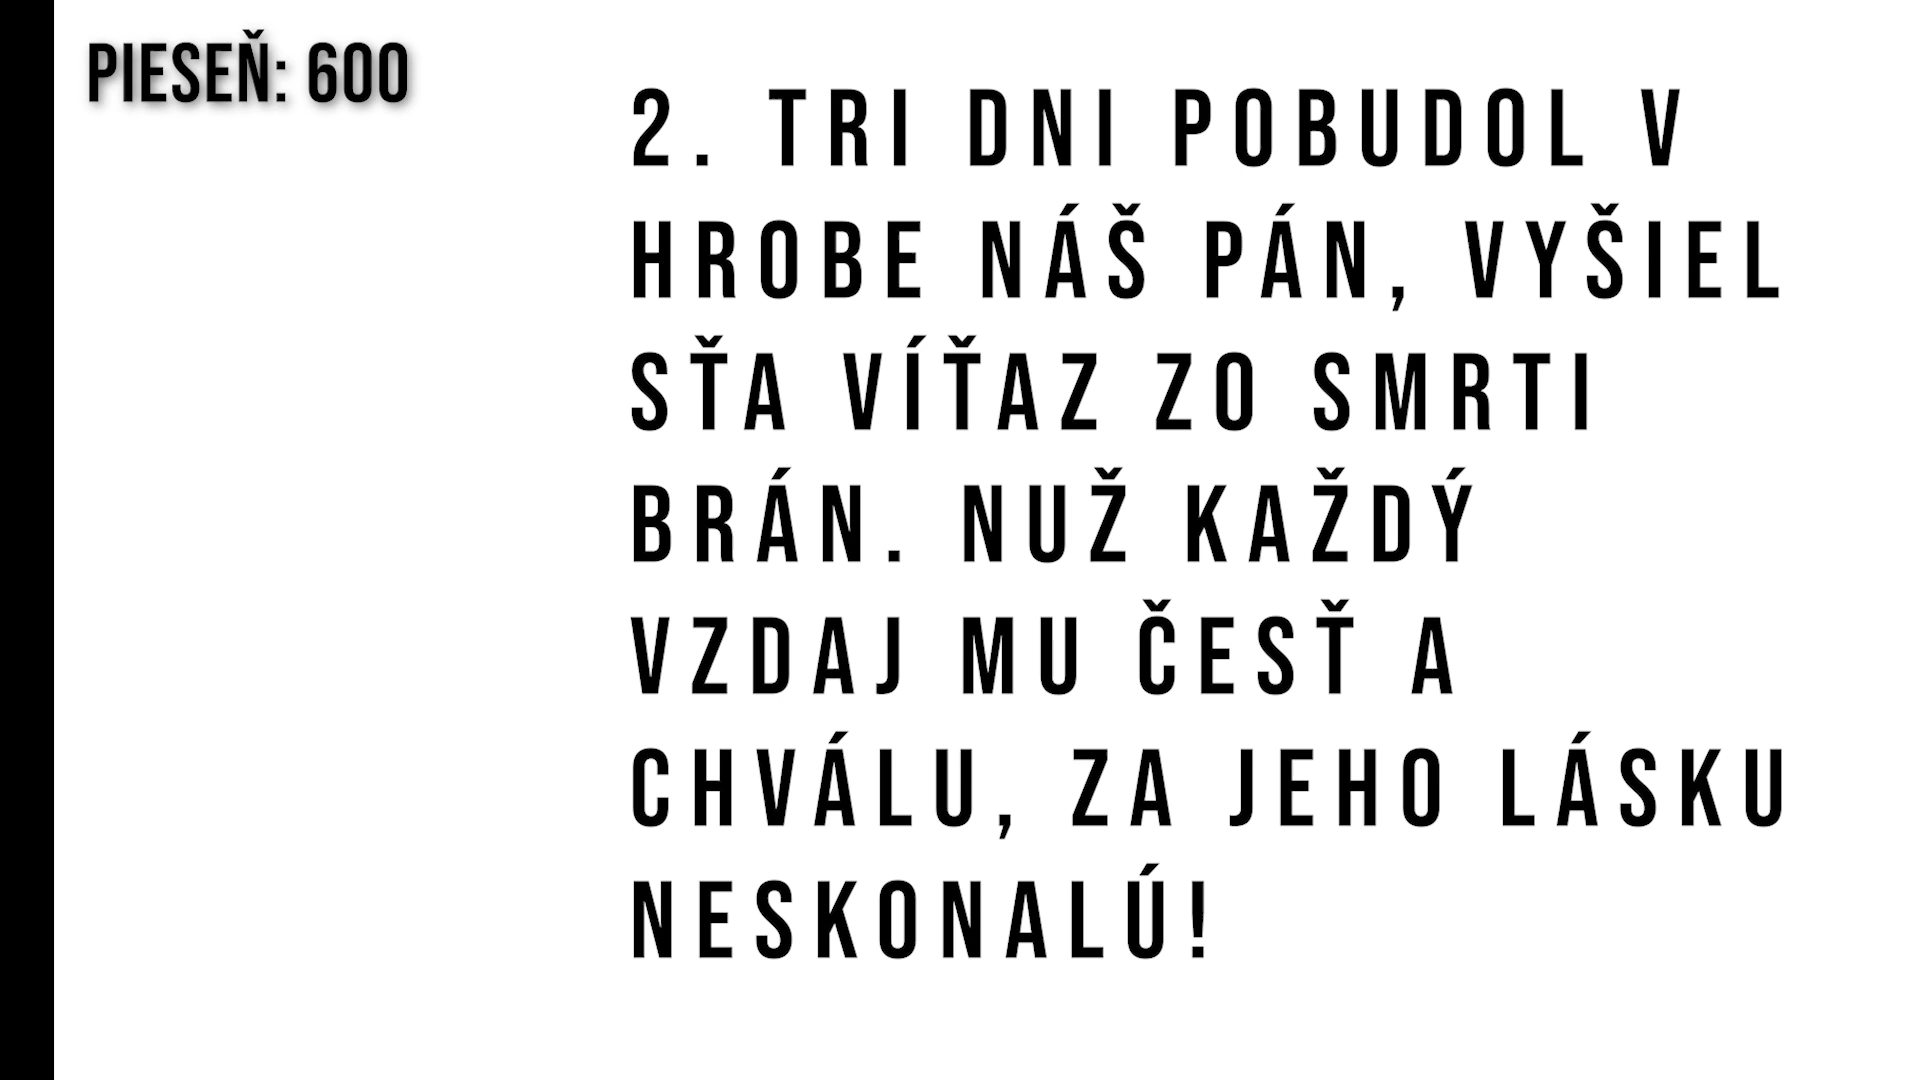 PIESEŇ: 600
2. TRI DNI POBUDOL V
HROBE NÁŠ PÁN, VYŠIEL
SŤA VÍŤAZ ZO SMRTI
BRÁN. NUŽ KAŽDÝ
VZDAJ MU ČESŤ A
CHVÁLU, ZA JEHO LÁSKU
NESKONALÚ!